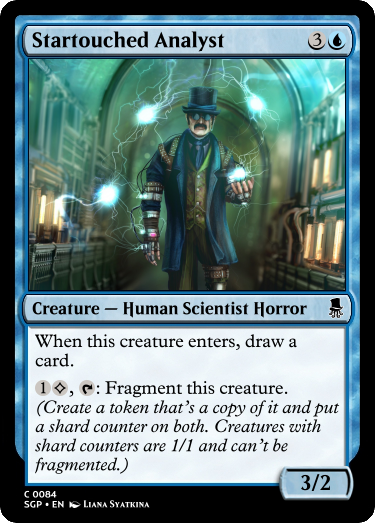 Startouched Analyst 3
Creature — Human Scientist Horror
When this creature enters, draw a
card.
1, : Fragment this creature.
(Create a token that's a copy of it and put
a shard counter on both. Creatures with
shard counters are 1/1 and can't be
fragmented.)
3/2
C 0084
SGP • EN LIANA SYATKINA